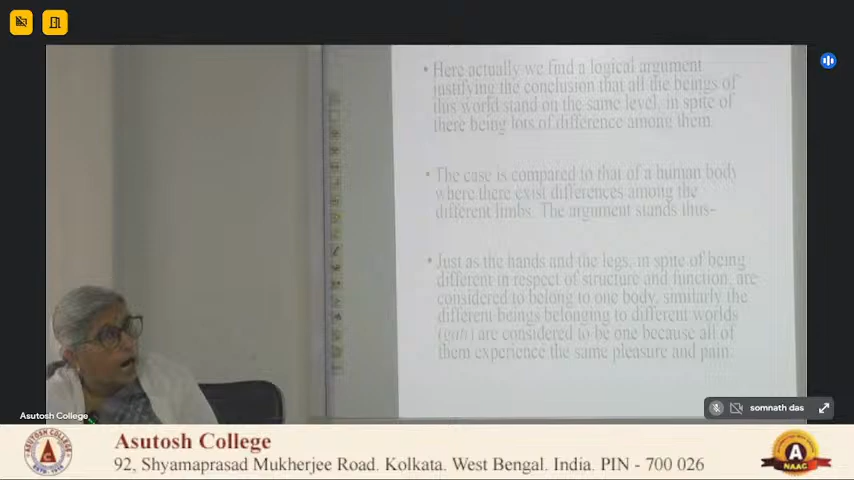 • Here actually we find a logical argument
justifying the conclusion that all the beings of
this world stand on the same level, in spite of
there being lots of difference among them.
• The case is compared to that of a human body
where there exist differences among the
different limbs. The argument stands thus–
• Just as the hands and the legs, in spite of being
different in respect of structure and function, are
considered to belong to one body, similarly the
different beings belonging to different worlds
(gati) are considered to be one because all of
them experience the same pleasure and pain.
somnath das
Asutosh College
ASUTOSH COLLEGE
Asutosh College
92, Shyamaprasad Mukherjee Road. Kolkata. West Bengal. India. PIN - 700 026
A
NAAC